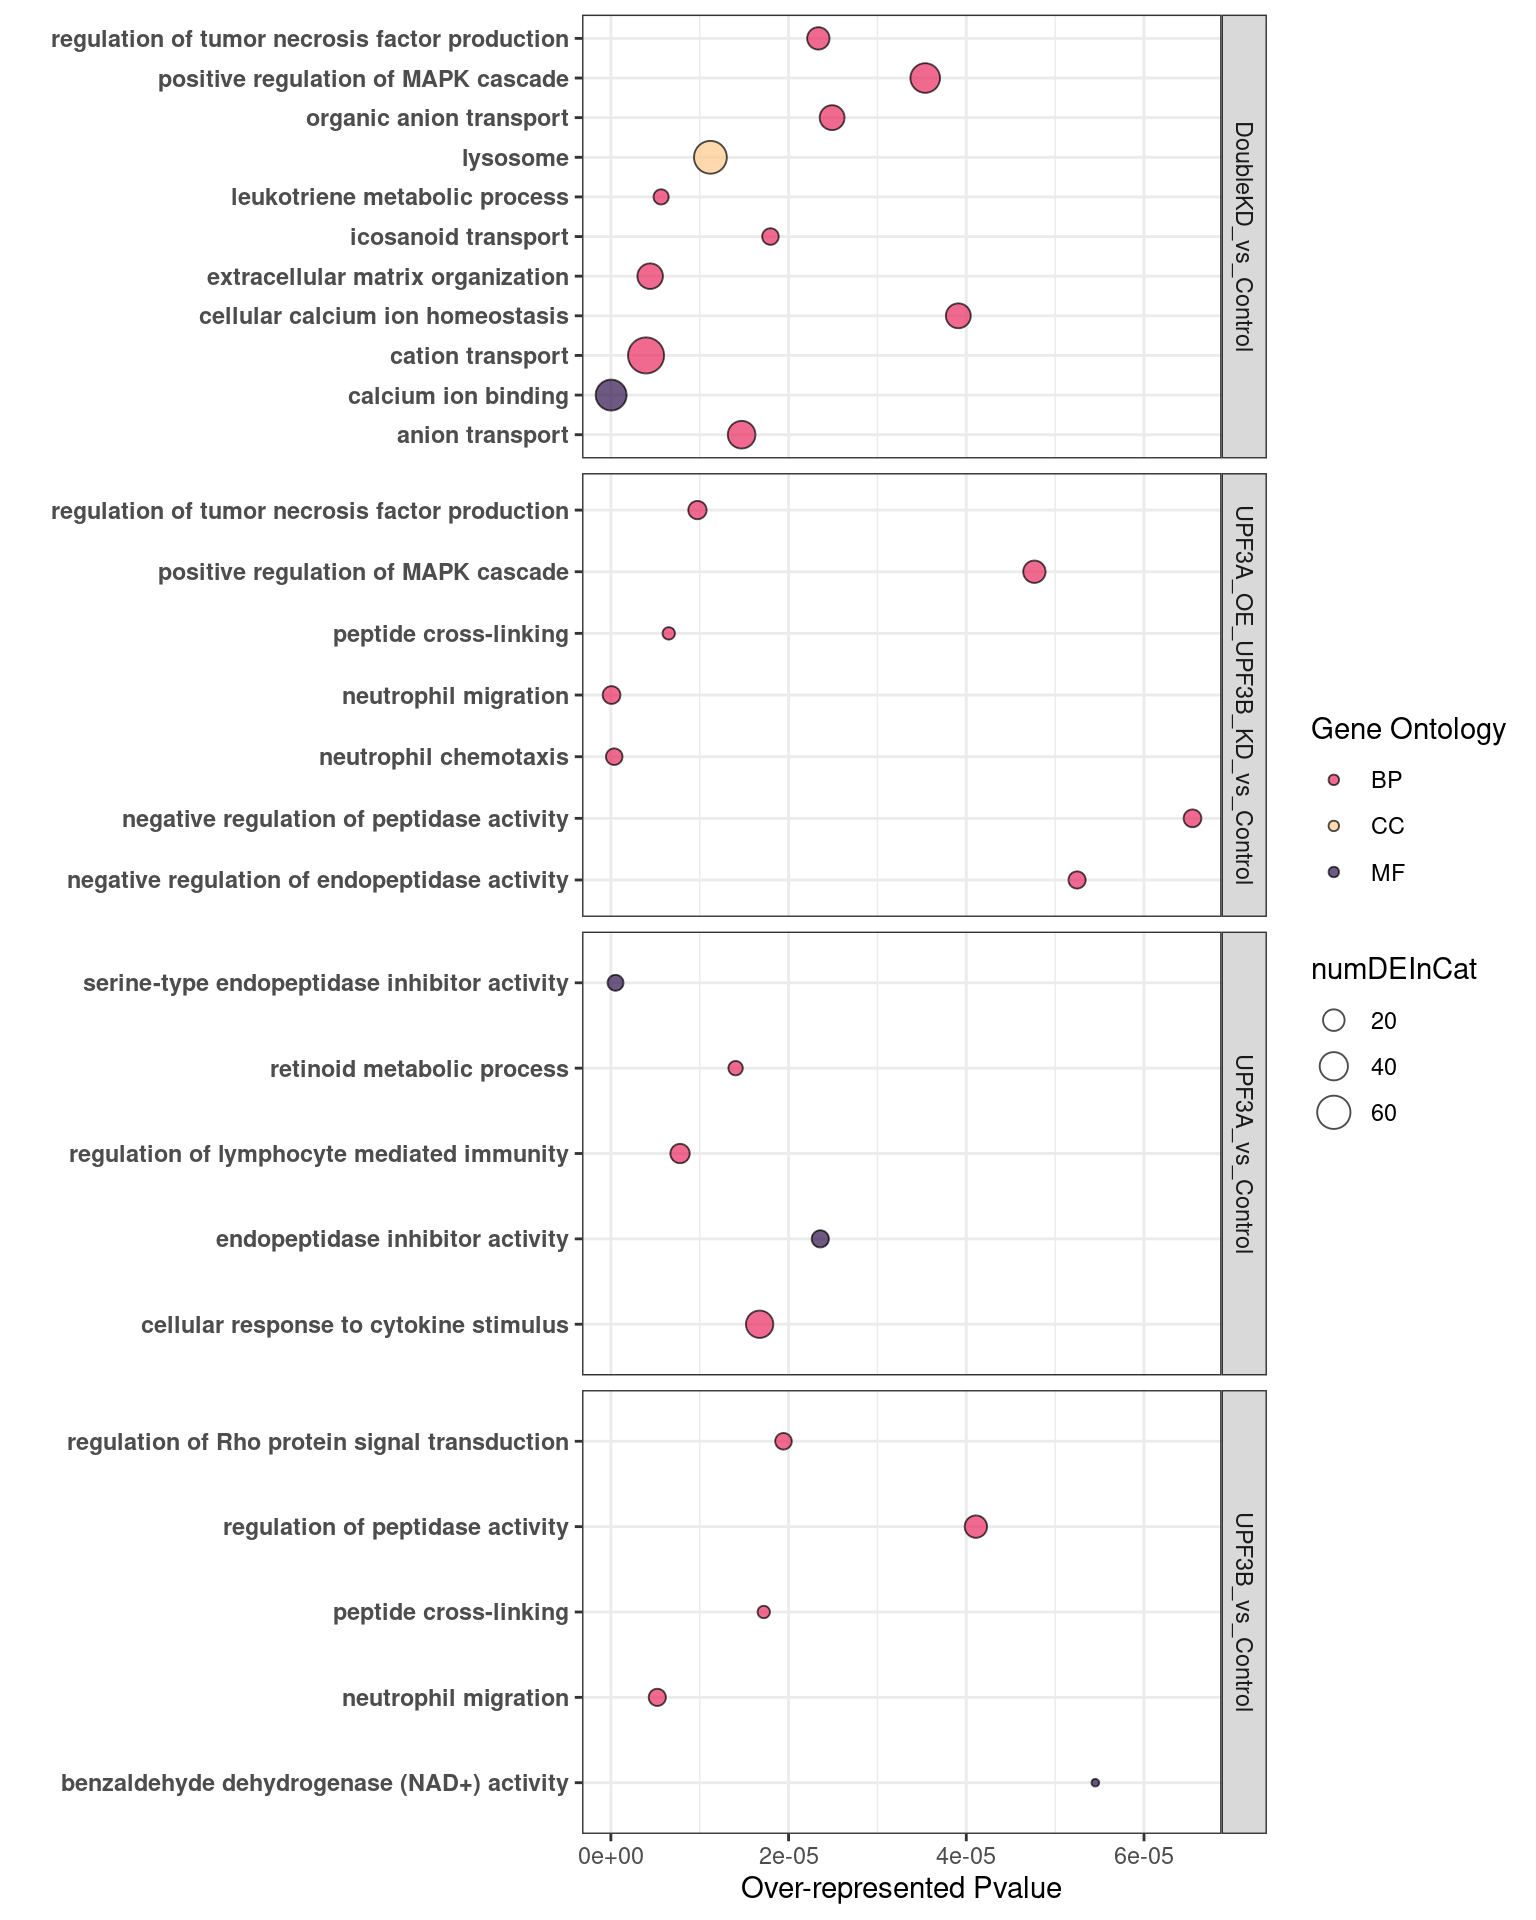 regulation of tumor necrosis factor production
positive regulation of MAPK cascade
organic anion transport
lysosome
leukotriene metabolic process
icosanoid transport
extracellular matrix organization
cellular calcium ion homeostasis
cation transport
calcium ion binding
anion transport
DoubleKD_vs_Control
regulation of tumor necrosis factor production
positive regulation of MAPK cascade
peptide cross-linking
neutrophil migration
neutrophil chemotaxis
negative regulation of peptidase activity
negative regulation of endopeptidase activity
UPF3A_OE_UPF3B_KD_vs_Control
serine-type endopeptidase inhibitor activity
retinoid metabolic process
regulation of lymphocyte mediated immunity
endopeptidase inhibitor activity
cellular response to cytokine stimulus
UPF3A_vs_Control
regulation of Rho protein signal transduction
regulation of peptidase activity
peptide cross-linking
neutrophil migration
benzaldehyde dehydrogenase (NAD+) activity
UPF3B_vs_Control
0e+00
2e-05
4e-05
6e-05
Over-represented Pvalue
Gene Ontology
BP
CC
MF
numDEInCat
20
40
60